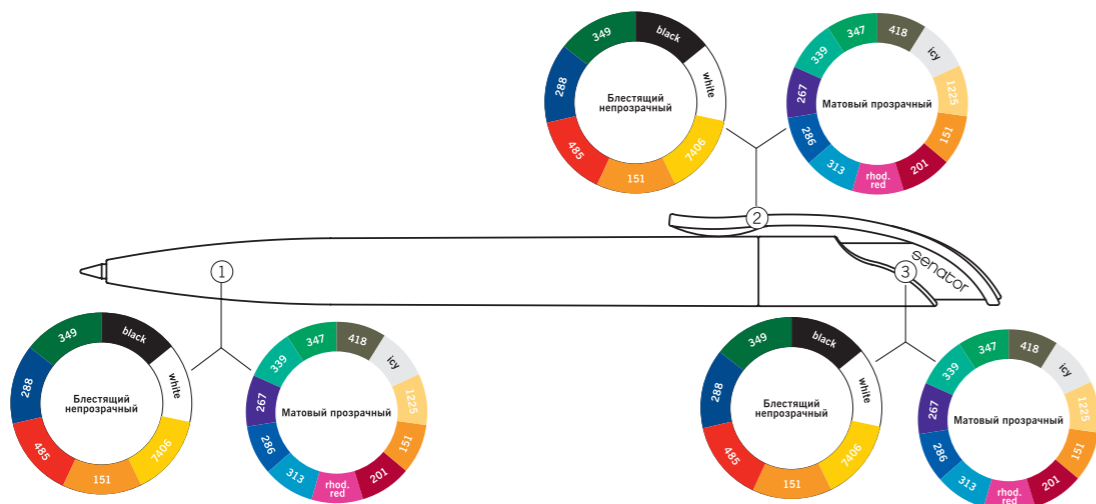 349
black
white
7406
151
485
288
Блестящий
непрозрачный
347
418
icy
1225
151
201
rhod.
red
313
286
267
339
Матовый прозрачный
2
1
3
senator
349
black
white
7406
151
485
288
Блестящий
непрозрачный
347
418
icy
1225
151
201
rhod.
red
313
286
267
339
Матовый прозрачный
349
black
white
7406
151
485
288
Блестящий
непрозрачный
347
418
icy
1225
151
201
rhod.
red
313
286
267
339
Матовый прозрачный